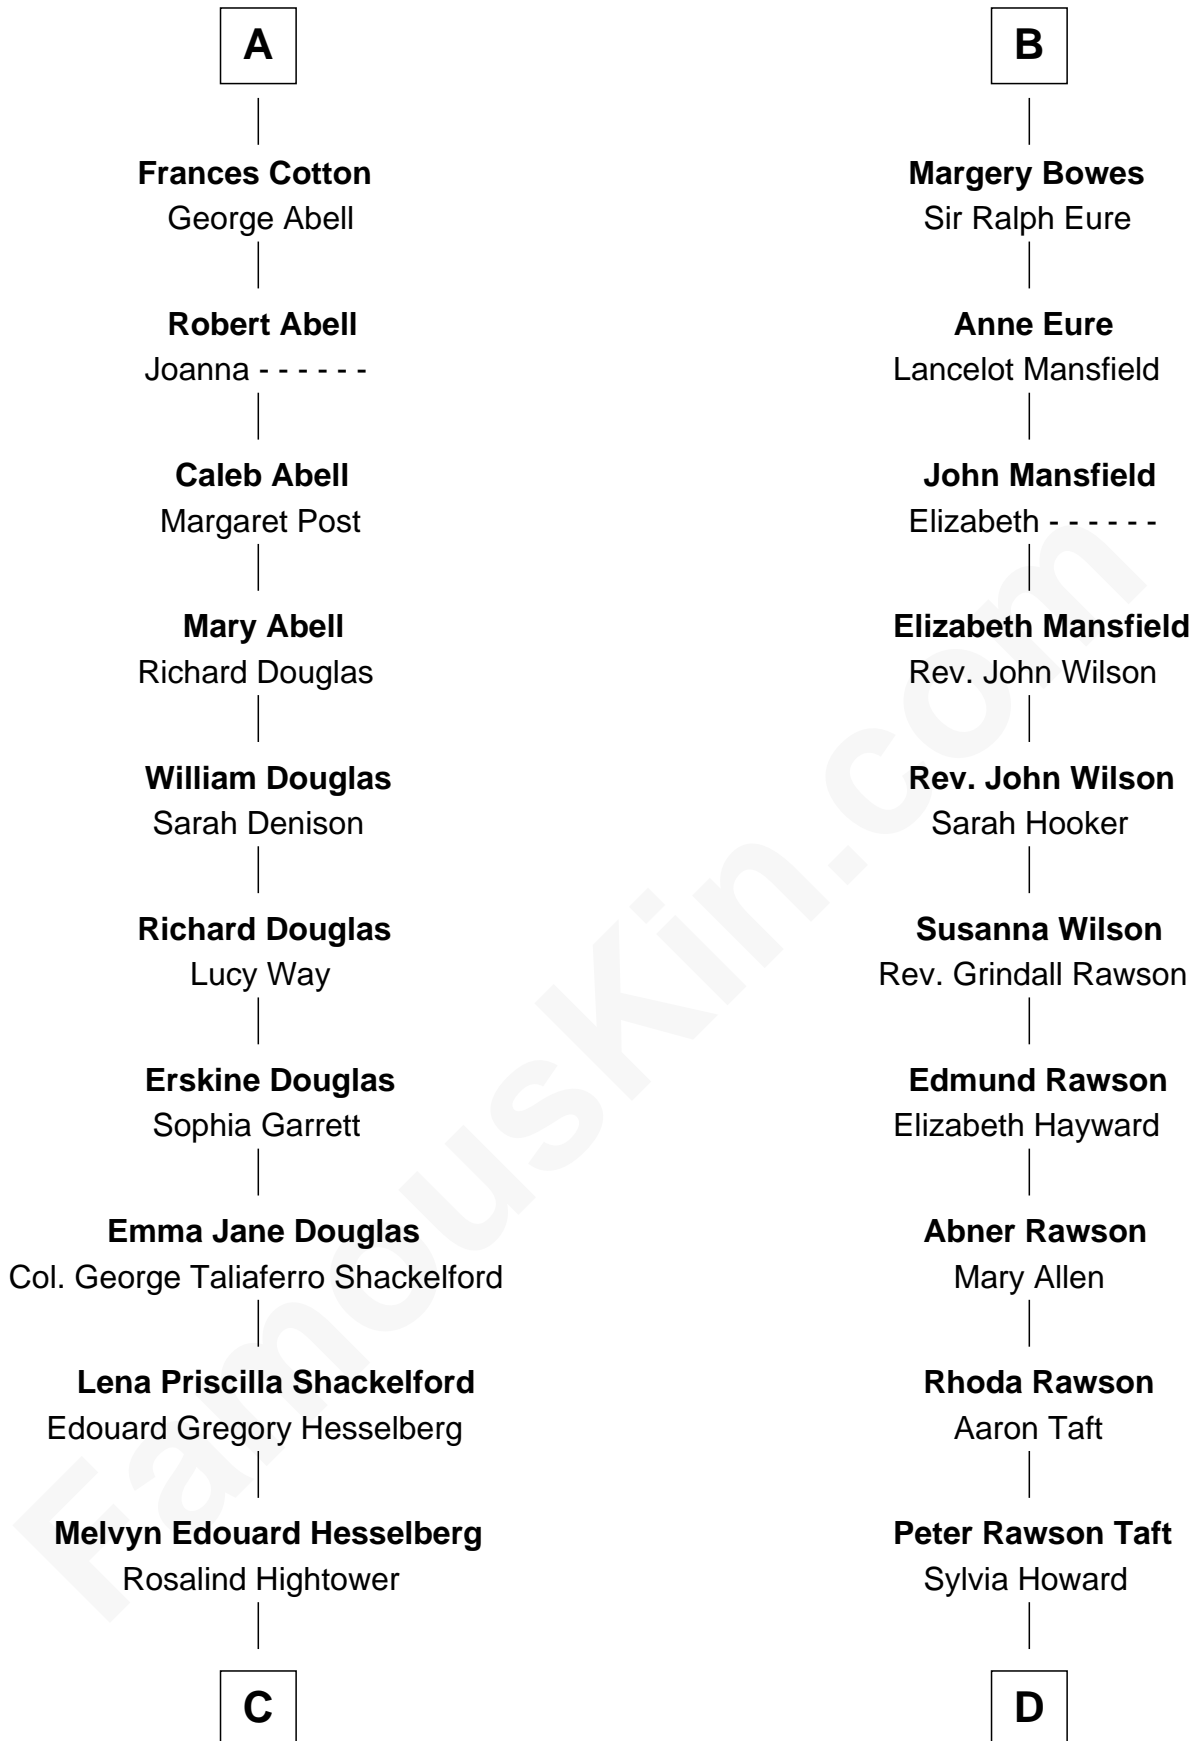 A
Frances Cotton
George Abell
Robert Abell
Joanna - - - - - -
Caleb Abell
Margaret Post
Mary Abell
Richard Douglas
William Douglas
Sarah Denison
Richard Douglas
Lucy Way
Erskine Douglas
Sophia Garrett
Emma Jane Douglas
Col. George Taliaferro Shackelford
Lena Priscilla Shackelford
Edouard Gregory Hesselberg
Melvyn Edouard Hesselberg
Rosalind Hightower
C
B
Margery Bowes
Sir Ralph Eure
Anne Eure
Lancelot Mansfield
John Mansfield
Elizabeth - - - - - -
Elizabeth Mansfield
Rev. John Wilson
Rev. John Wilson
Sarah Hooker
Susanna Wilson
Rev. Grindall Rawson
Edmund Rawson
Elizabeth Hayward
Abner Rawson
Mary Allen
Rhoda Rawson
Aaron Taft
Peter Rawson Taft
Sylvia Howard
D
FamousKin.com